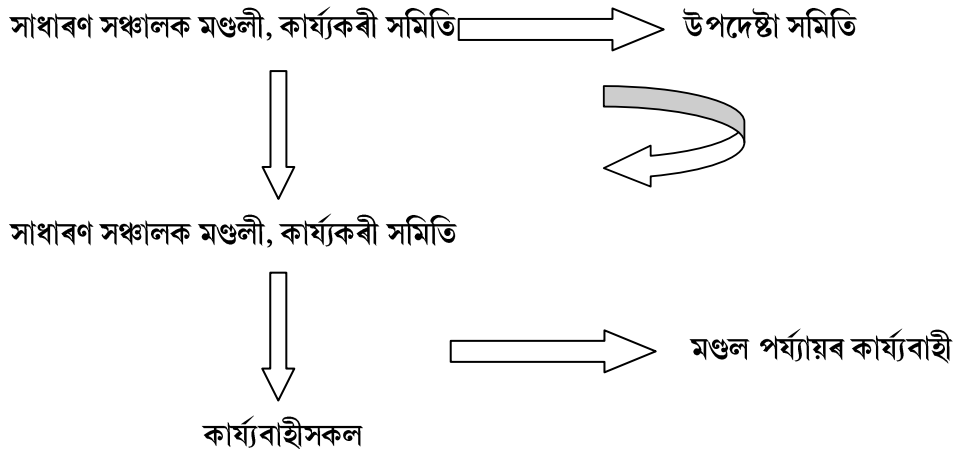 সাধাৰণ সঞ্চালক মণ্ডলী, কাৰ্য্যকৰী সমিতি উপদেষ্টা সমিতি
সাধাৰণ সঞ্চালক মণ্ডলী, কাৰ্য্যকৰী সমিতি
মণ্ডল পৰ্য্যায়ৰ কাৰ্য্যবাহী
কাৰ্য্যবাহীসকল